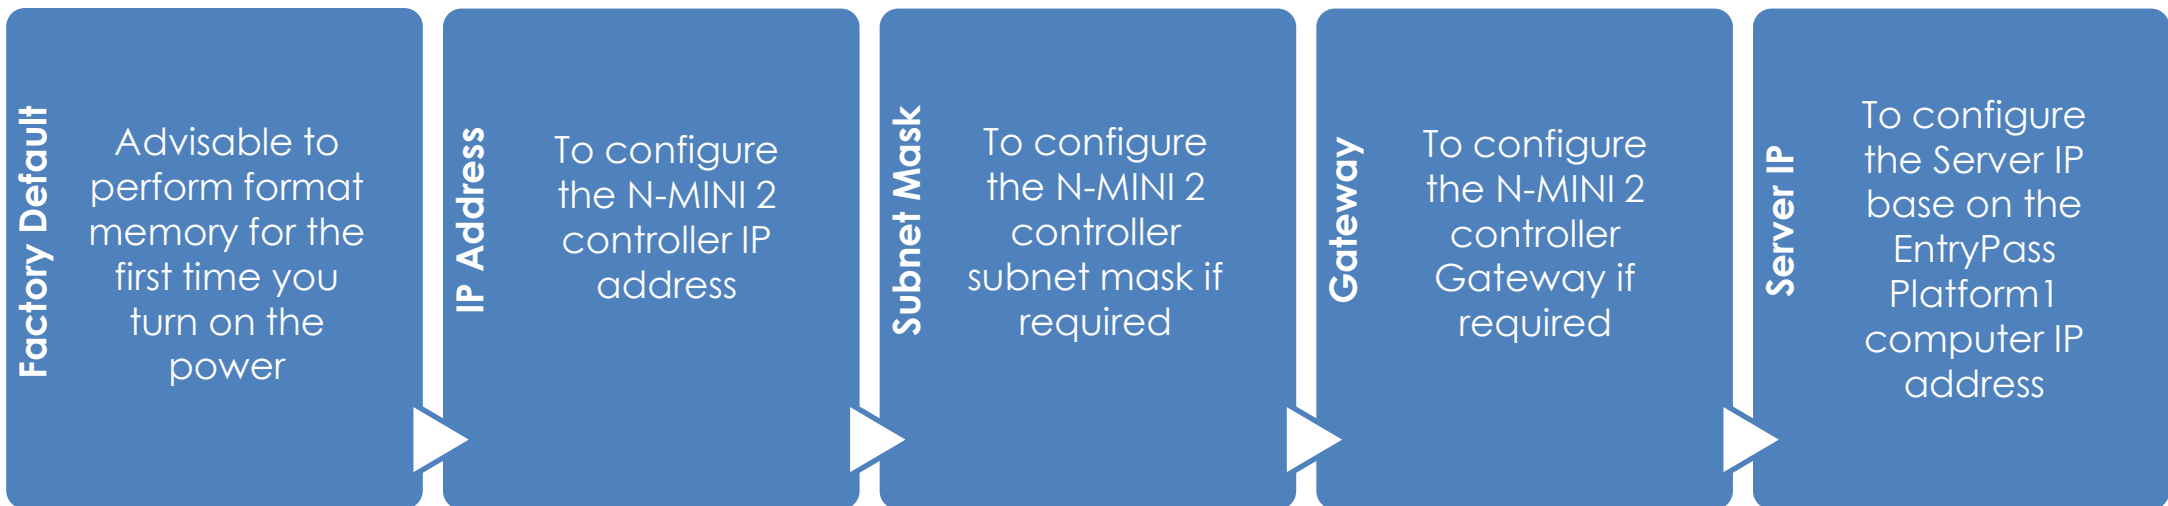 Factory Default
Advisable to
perform format
memory for the
first time you
turn on the
power
IP Address
To configure
the N-MINI 2
controller IP
address
Subnet Mask
To configure
the N-MINI 2
controller
subnet mask if
required
Gateway
To configure
the N-MINI 2
controller
Gateway if
required
Server IP
To configure
the Server IP
base on the
EntryPass
Platform1
computer IP
address